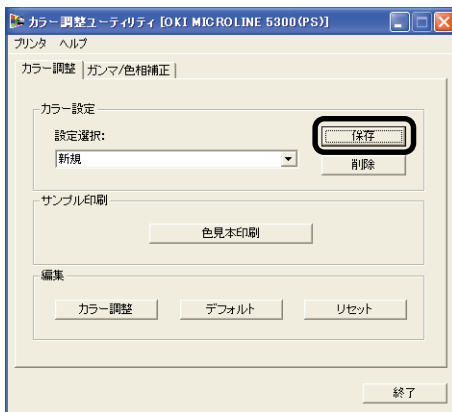 カラー調整ユーティリティ [OKI MICROLINE 5300(PS)]
プリンタ ヘルプ
カラー調整 ガンマ/色相補正
カラー設定
設定選択:
保存
新規
削除
サンプル印刷
色見本印刷
編集
カラー調整 デフォルト リセット
終了